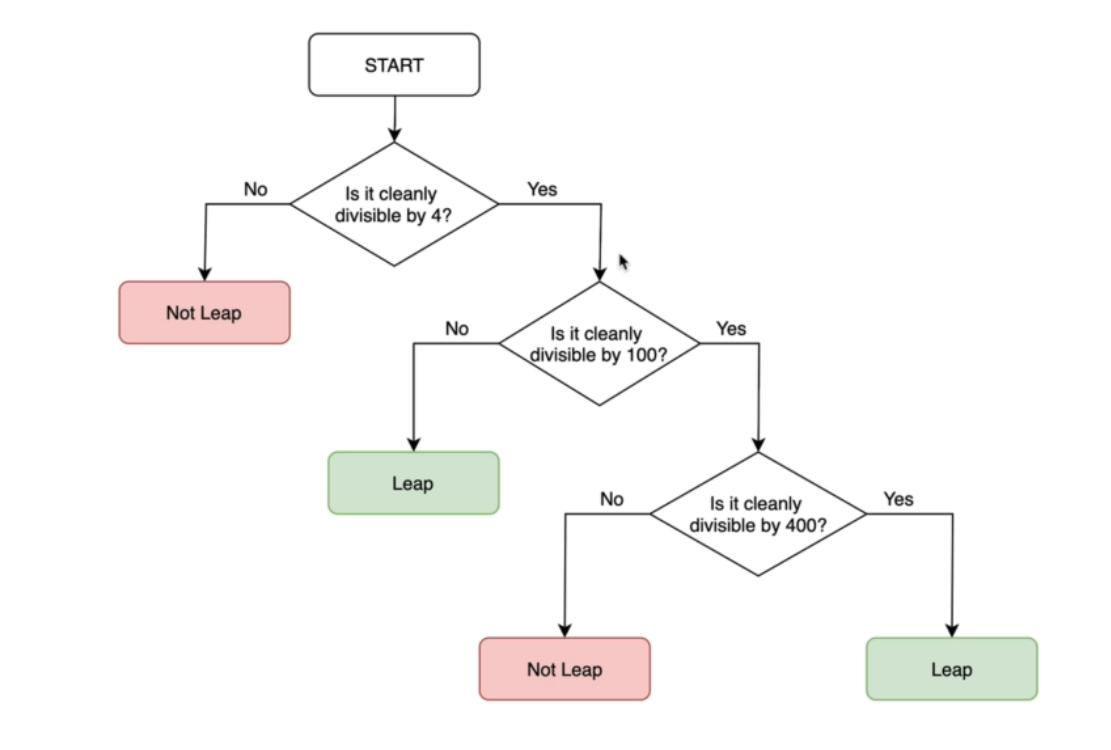 START
No
Is it cleanly
divisible by 4?
Yes
Not Leap
No
Is it cleanly
divisible by 100?
Yes
Leap
No
Is it cleanly
divisible by 400?
Yes
Not Leap
Leap